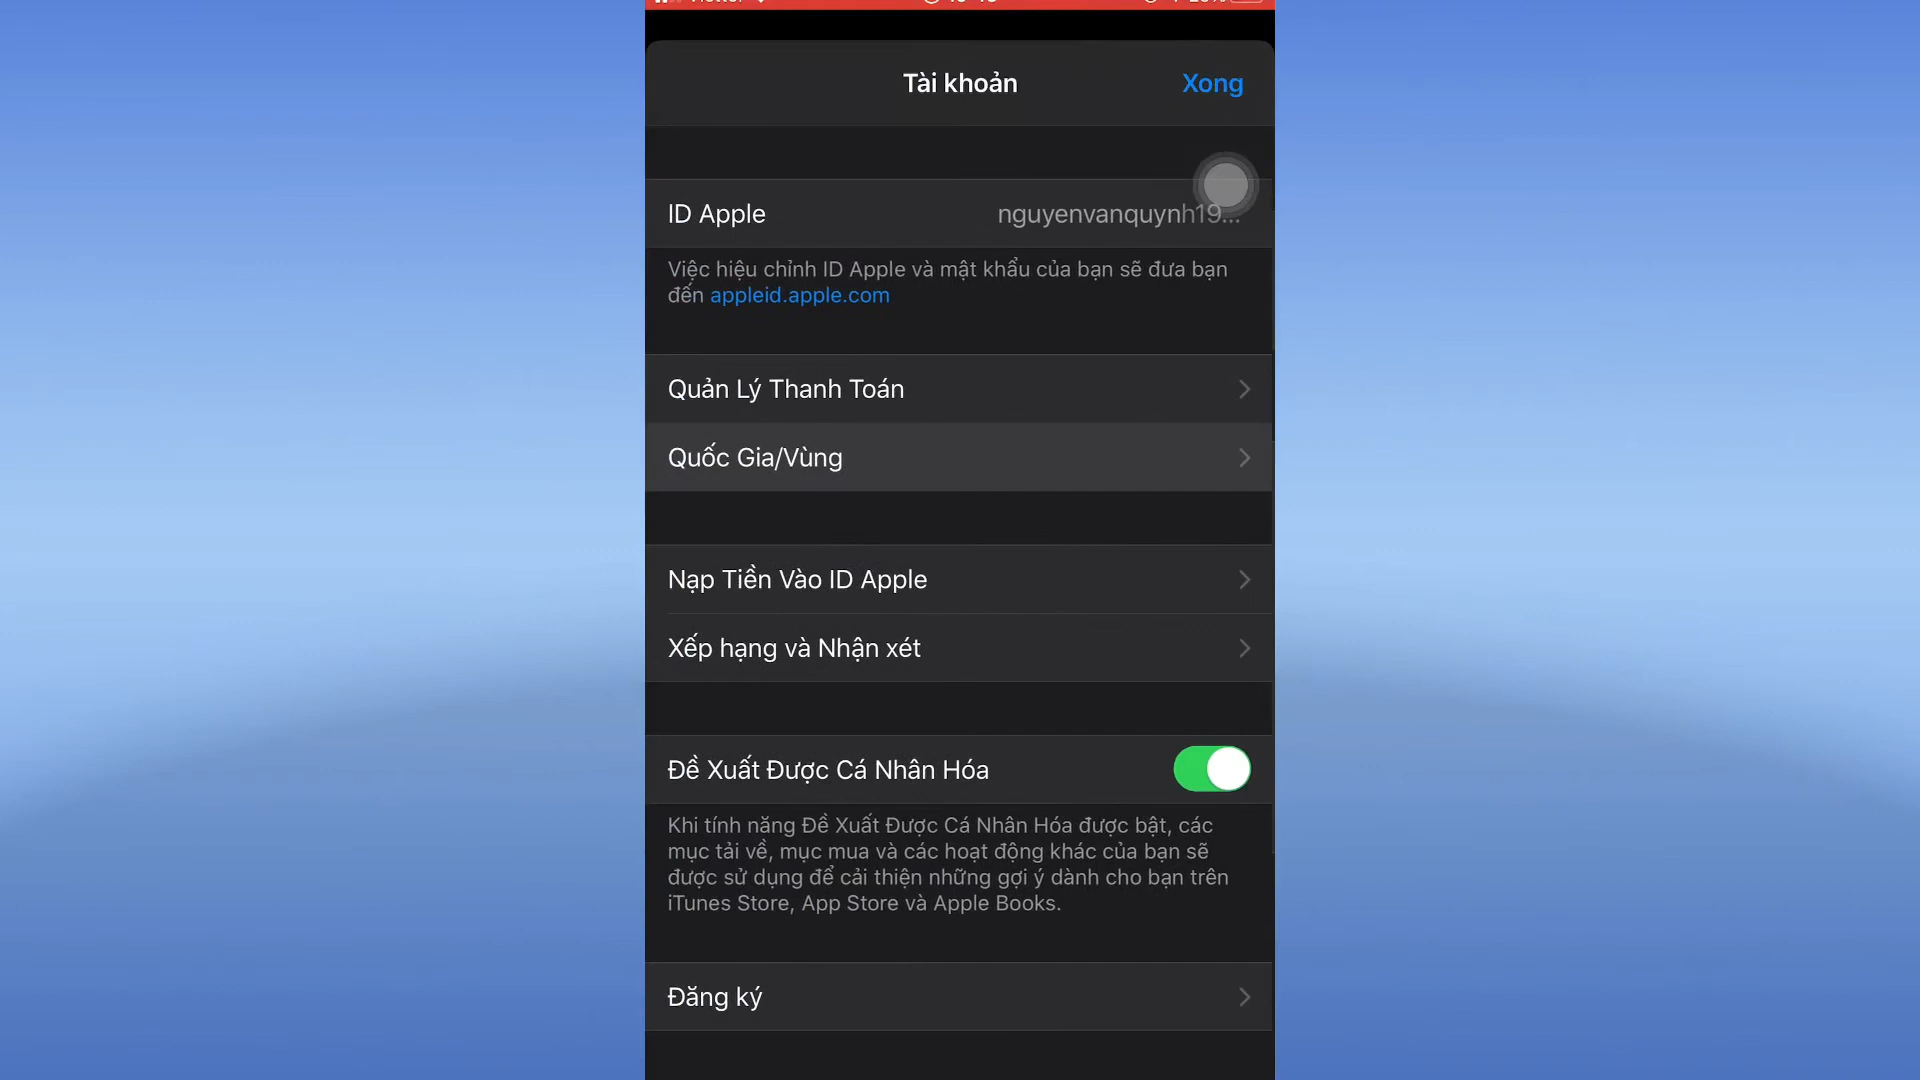 Tài khoản
Xong
ID Apple
nguyenvanquynh19...
Việc hiệu chỉnh ID Apple và mật khẩu của bạn sẽ đưa bạn
đến appleid.apple.com
Quản Lý Thanh Toán
Quốc Gia/Vùng
Nạp Tiền Vào ID Apple
Xếp hạng và Nhận xét
Đề Xuất Được Cá Nhân Hóa
Khi tính năng Đề Xuất Được Cá Nhân Hóa được bật, các
mục tải về, mục mua và các hoạt động khác của bạn sẽ
được sử dụng để cải thiện những gợi ý dành cho bạn trên
iTunes Store, App Store và Apple Books.
Đăng ký